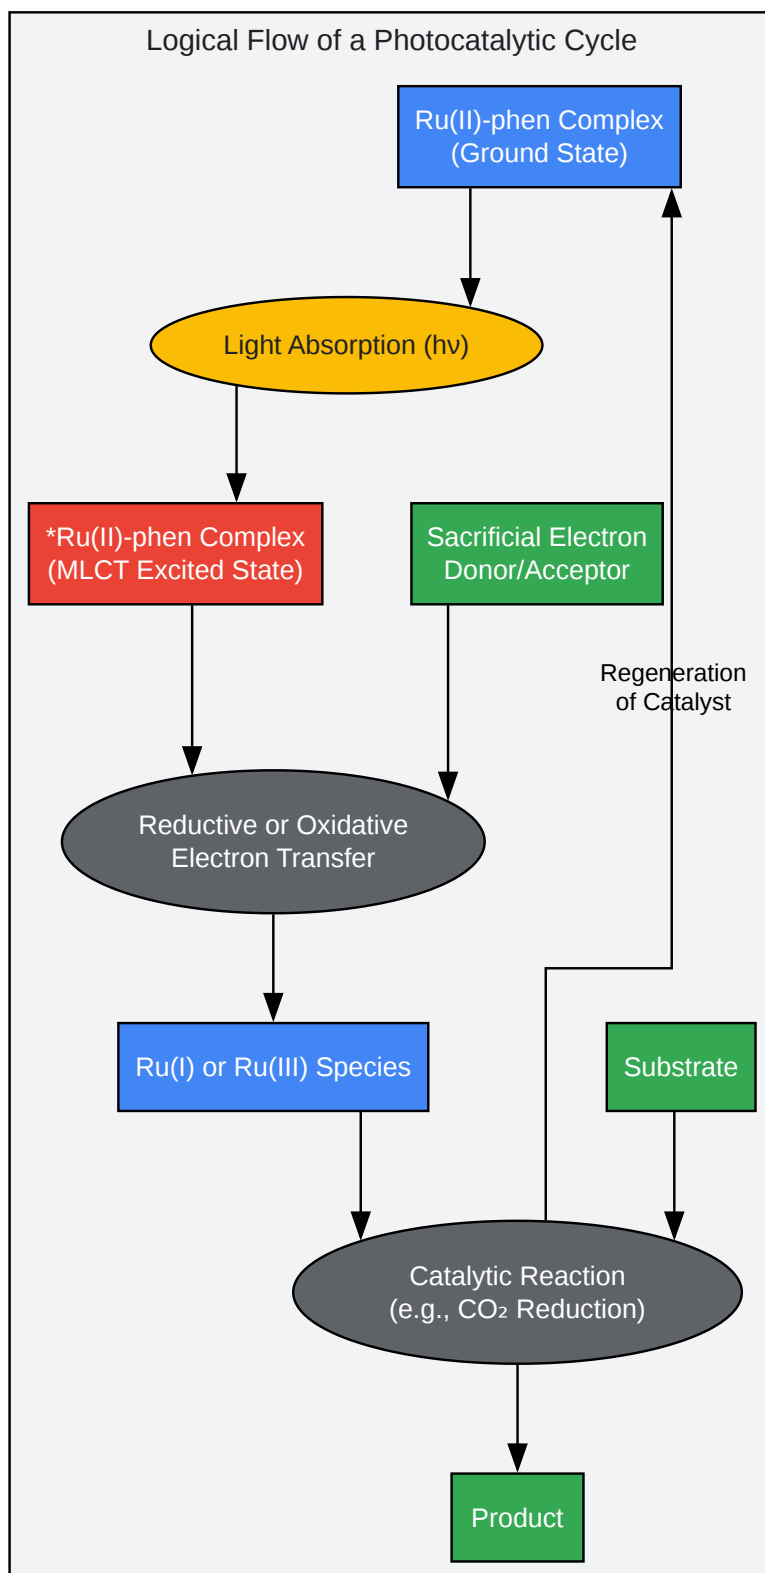 Logical Flow of a Photocatalytic Cycle
Ru(II)-phen Complex
(Ground State)
Light Absorption (hν)
*Ru(II)-phen Complex
(MLCT Excited State)
Sacrificial Electron
Donor/Acceptor
Regeneration
of Catalyst
Reductive or Oxidative
Electron Transfer
Ru(I) or Ru(III) Species
Substrate
Catalytic Reaction
(e.g., CO₂ Reduction)
Product